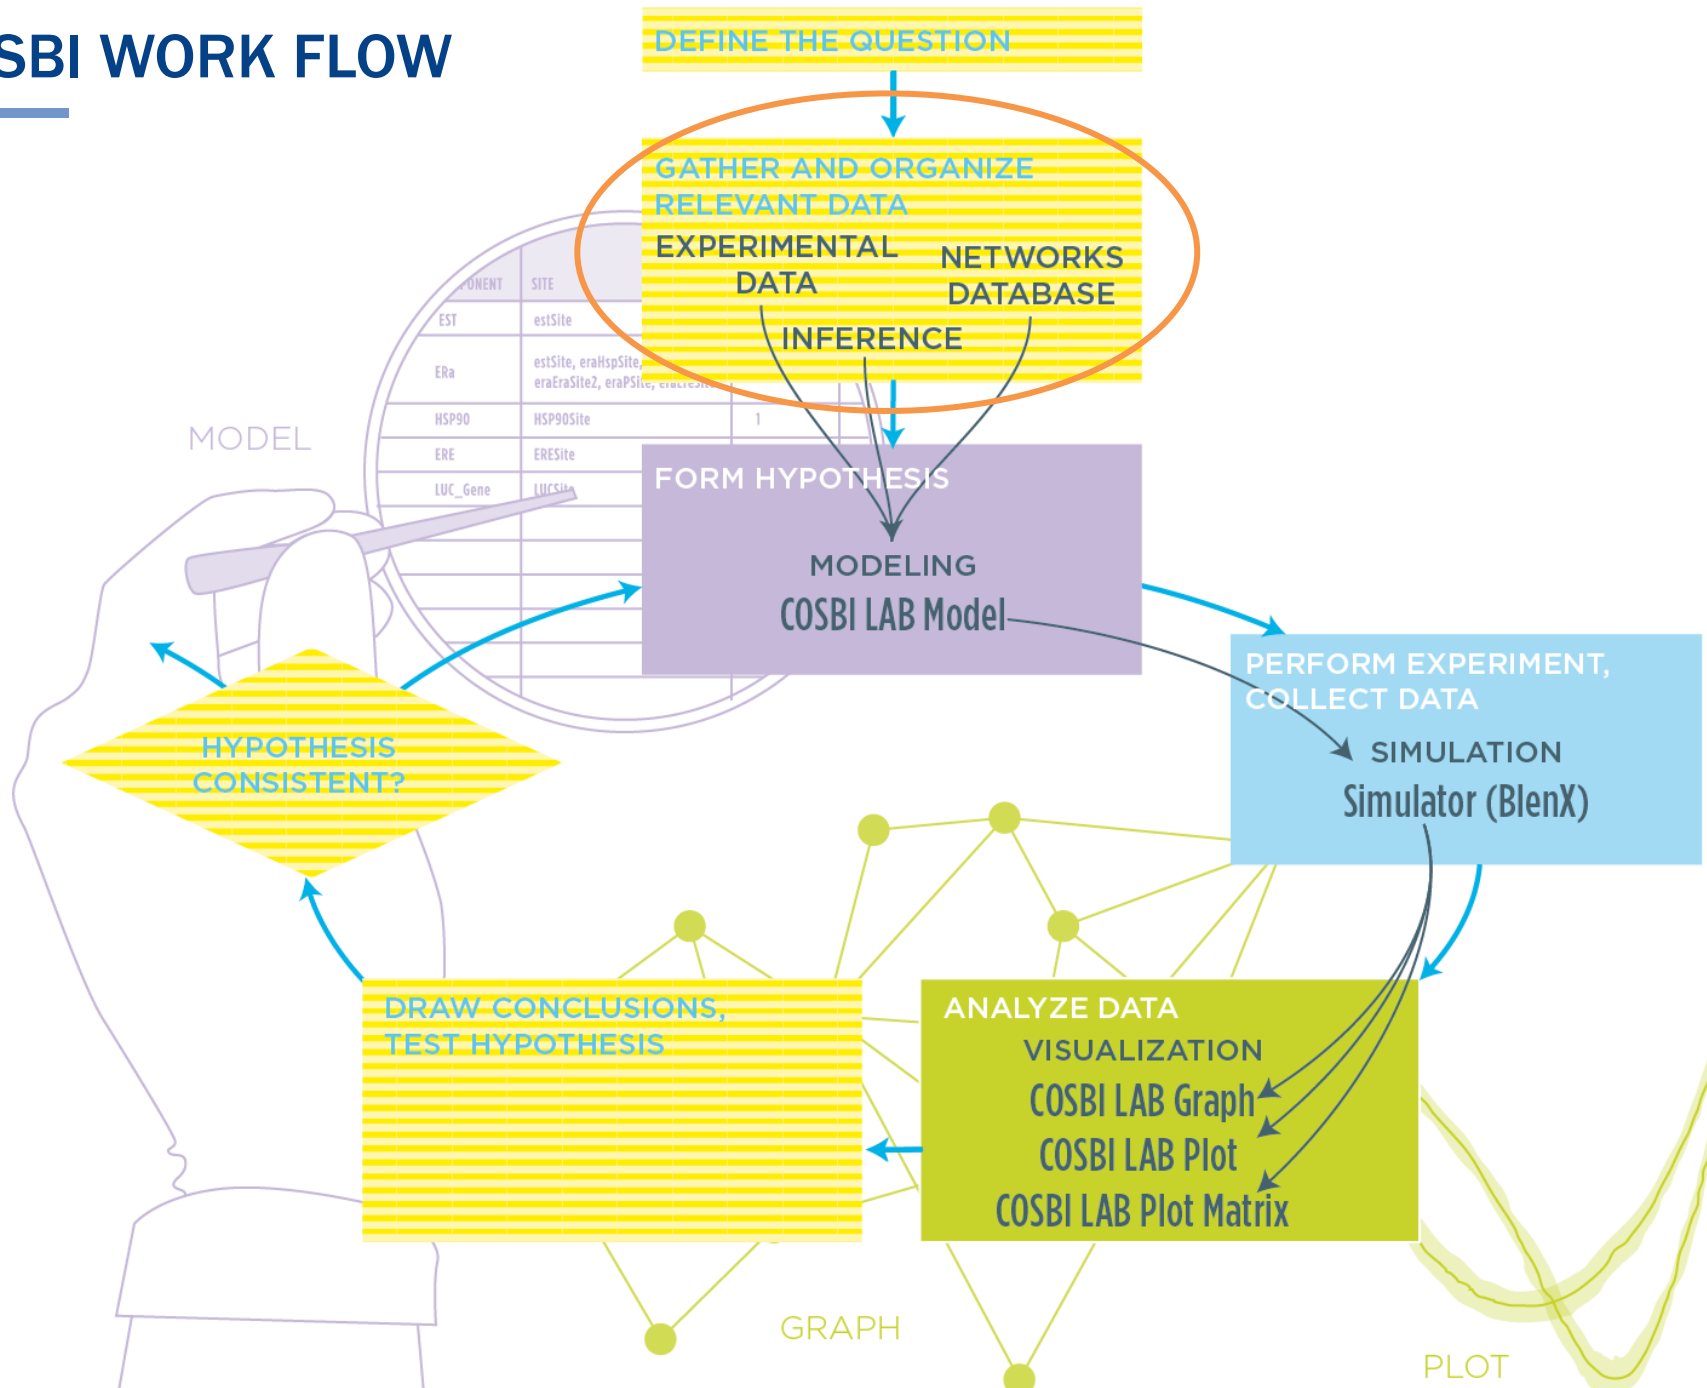 SBI WORK FLOW
DEFINE THE QUESTION
GATHER AND ORGANIZE
RELEVANT DATA
EXPERIMENTAL
DATA
NETWORKS
DATABASE
INFERENCE
PONENT SITE
EST estSite
ERa estSite, eraHspSite,
eraEraSite2, eraPSite,
HSP90 HSP90Site 1
ERE ERESite
LUC_Gene LUCSite
MODEL
FORM HYPOTHESIS
MODELING
COSBI LAB Model
PERFORM EXPERIMENT,
COLLECT DATA
SIMULATION
Simulator (BlenX)
HYPOTHESIS
CONSISTENT?
DRAW CONCLUSIONS,
TEST HYPOTHESIS
ANALYZE DATA
VISUALIZATION
COSBI LAB Graph
COSBI LAB Plot
COSBI LAB Plot Matrix
GRAPH
PLOT